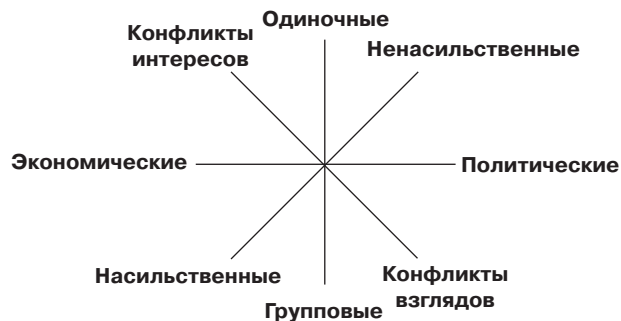 Одиночные
Конфликты
интересов
Ненасильственные
Экономические
Политические
Насильственные
Конфликты
взглядов
Групповые